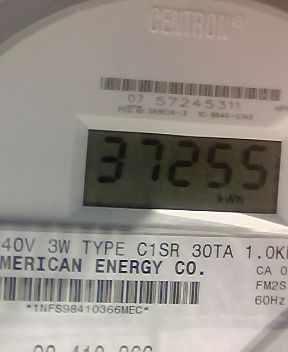 CENTRON®
07 57245311
37255
kWh
40V 3W TYPE C1SR 30TA 1.0K
MERICAN ENERGY CO.
CA 0
FM2S
60Hz
*1NFS98410366MEC*